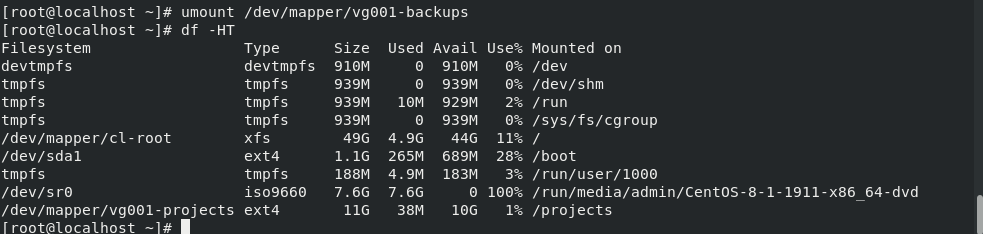 [root@localhost ~]# umount /dev/mapper/vg001-backups
[root@localhost ~]# df -HT
Filesystem                 Type      Size  Used Avail Use% Mounted on
devtmpfs                   devtmpfs  910M     0  910M   0% /dev
tmpfs                      tmpfs     939M     0  939M   0% /dev/shm
tmpfs                      tmpfs     939M   10M  929M   2% /run
tmpfs                      tmpfs     939M     0  939M   0% /sys/fs/cgroup
/dev/mapper/cl-root        xfs        49G  4.9G   44G  11% /
/dev/sda1                  ext4      1.1G  265M  689M  28% /boot
tmpfs                      tmpfs     188M  4.9M  183M   3% /run/user/1000
/dev/sr0                   iso9660   7.6G  7.6G     0 100% /run/media/admin/CentOS-8-1-1911-x86_64-dvd
/dev/mapper/vg001-projects ext4       11G   38M   10G   1% /projects
[root@localhost ~]#